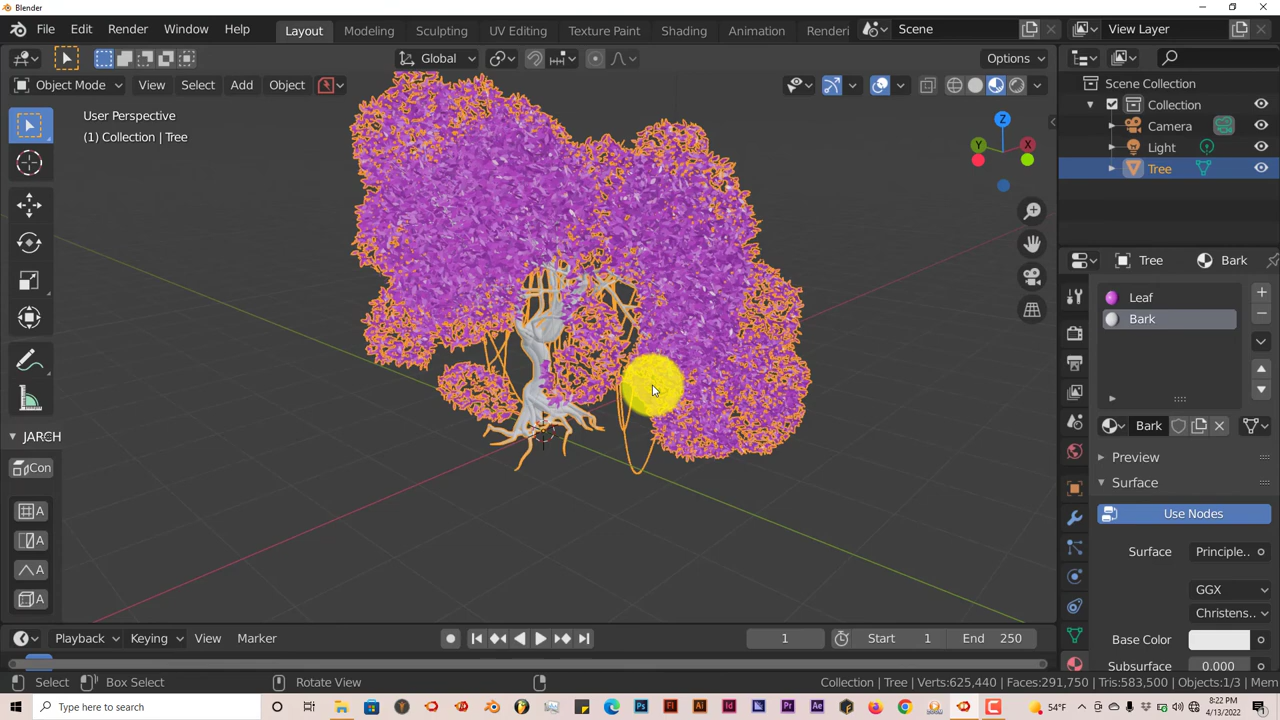 Blender
File Edit Render Window Help
Layout Modeling Sculpting UV Editing Texture Paint Shading Animation Renderi
Scene
View Layer
Global
Options
Object Mode View Select Add Object
User Perspective
(1) Collection | Tree
Z
Y
X
Scene Collection
Collection
Camera
Light
Tree
Tree Bark
Leaf
Bark
Bark
Preview
Surface
Use Nodes
Surface Principle..
GGX
Christens..
Base Color
Subsurface 0.000
JARCH
Con
A
A
A
A
Playback Keying View Marker
1
Start 1
End 250
Select Box Select Rotate View
Collection | Tree | Verts:625,440 | Faces:291,750 | Tris:583,500 | Objects:1/3 | Mem
Type here to search
54°F
8:22 PM
4/13/2022